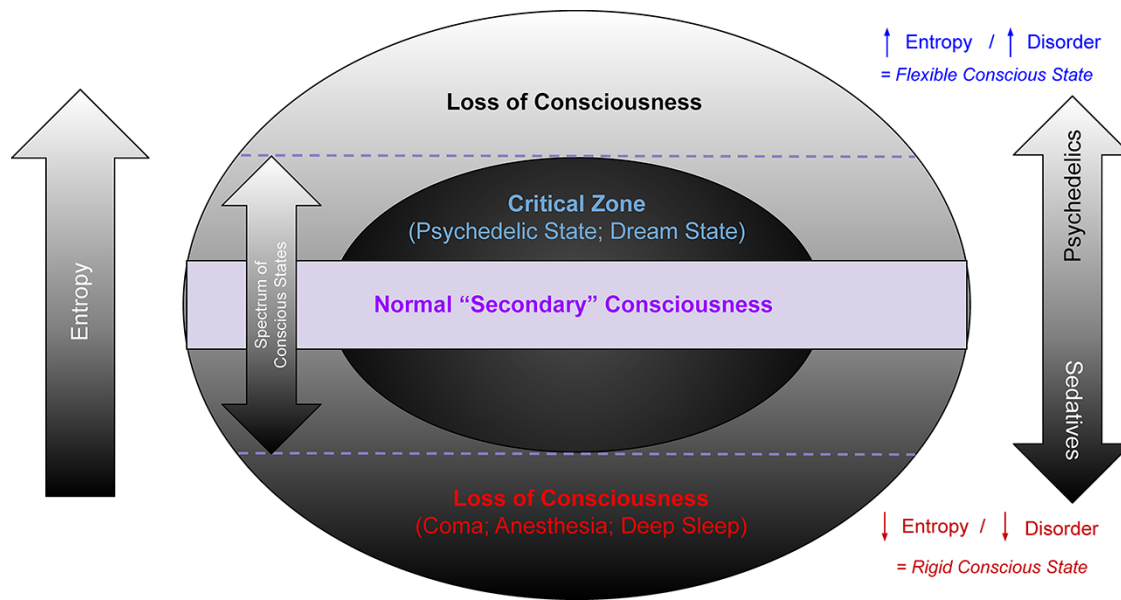 ↑ Entropy / ↑ Disorder
= Flexible Conscious State
Loss of Consciousness
Critical Zone
(Psychedelic State; Dream State)
Normal “Secondary” Consciousness
Loss of Consciousness
(Coma; Anesthesia; Deep Sleep)
Entropy
Spectrum of
Conscious States
Psychedelics
Sedatives
↓ Entropy / ↓ Disorder
= Rigid Conscious State